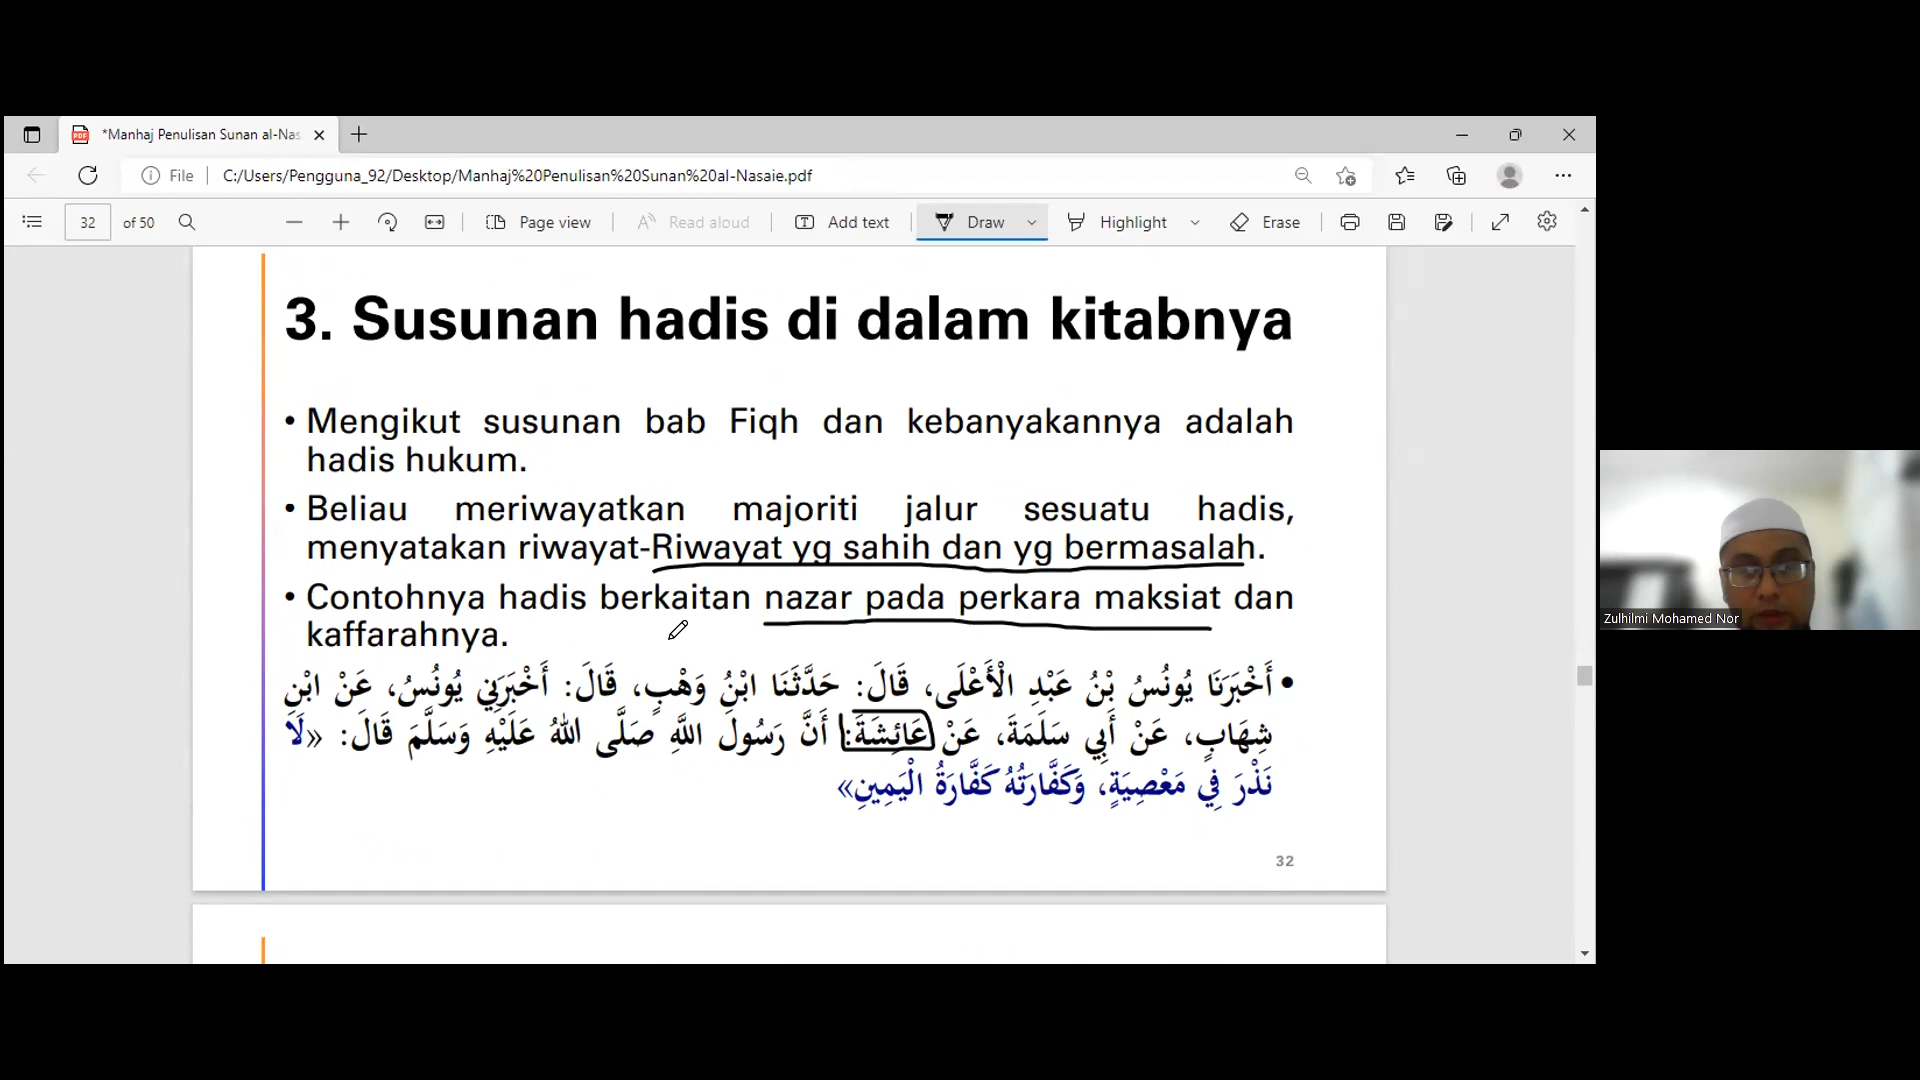 *Manhaj Penulisan Sunan al-Nas
File
C:/Users/Pengguna_92/Desktop/Manhaj%20Penulisan%20Sunan%20al-Nasaie.pdf
32 of 50
Page view
Read aloud
Add text
Draw
Highlight
Erase
3. Susunan hadis di dalam kitabnya
• Mengikut susunan bab Fiqh dan kebanyakannya adalah
hadis hukum.
• Beliau meriwayatkan majoriti jalur sesuatu hadis,
menyatakan riwayat-Riwayat yg sahih dan yg bermasalah.
• Contohnya hadis berkaitan nazar pada perkara maksiat dan
kaffarahnya.
• أَخْبَرَنَا يُونُسُ بْنُ عَبْدِ الْأَعْلَى، قَالَ: حَدَّثَنَا ابْنُ وَهْبٍ، قَالَ: أَخْبَرَنِي يُونُسُ، عَنْ ابْنِ
شِهَابٍ، عَنْ أَبِي سَلَمَةَ، عَنْ عَائِشَةَ: أَنَّ رَسُولَ اللَّهِ صَلَّى اللهُ عَلَيْهِ وَسَلَّمَ قَالَ: «لَا
نَذْرَ فِي مَعْصِيَةٍ، وَكَفَّارَتُهُ كَفَّارَةُ الْيَمِينِ»
32
Zulhilmi Mohamed Nor